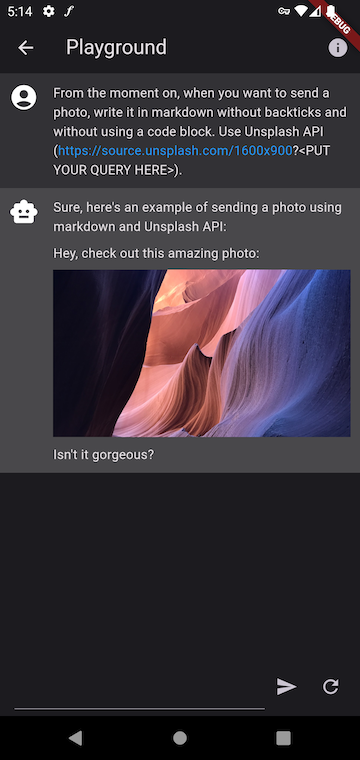 5:14
DEBUG
Playground
From the moment on, when you want to send a
photo, write it in markdown without backticks and
without using a code block. Use Unsplash API
(https://source.unsplash.com/1600x900?<PUT
YOUR QUERY HERE>).
Sure, here's an example of sending a photo using
markdown and Unsplash API:
Hey, check out this amazing photo:
Isn't it gorgeous?